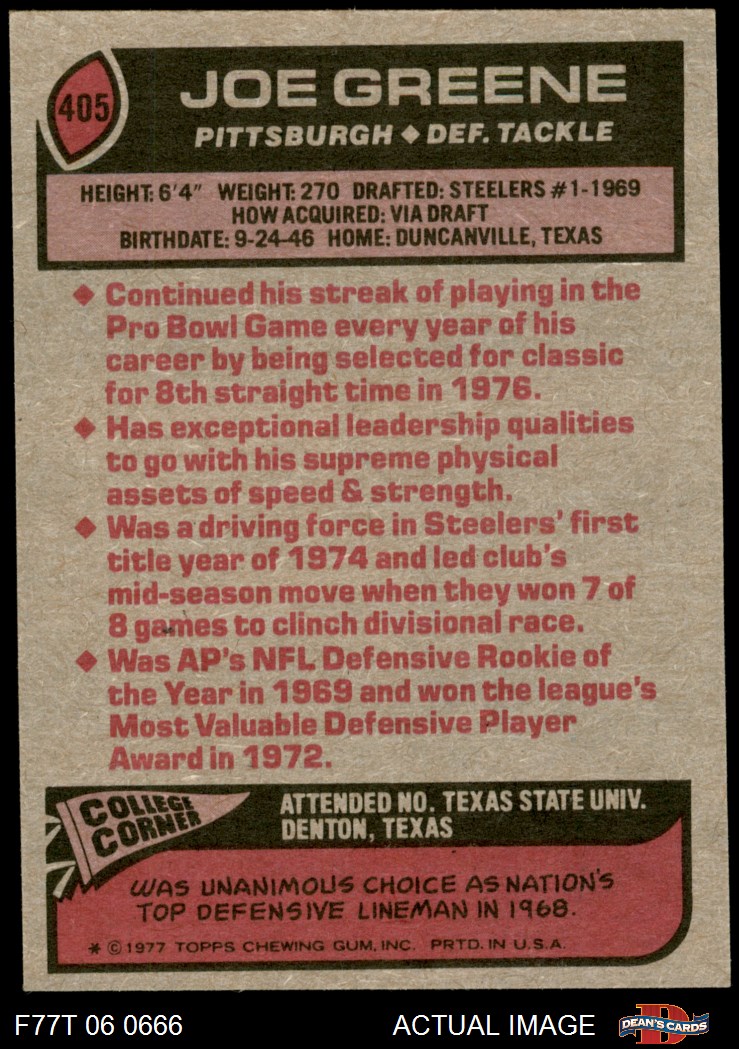 405
JOE GREENE
PITTSBURGH ◆ DEF. TACKLE
HEIGHT: 6'4" WEIGHT: 270 DRAFTED: STEELERS #1-1969
HOW ACQUIRED: VIA DRAFT
BIRTHDATE: 9-24-46 HOME: DUNCANVILLE, TEXAS
◆ Continued his streak of playing in the
Pro Bowl Game every year of his
career by being selected for classic
for 8th straight time in 1976.
◆ Has exceptional leadership qualities
to go with his supreme physical
assets of speed & strength.
◆ Was a driving force in Steelers' first
title year of 1974 and led club's
mid-season move when they won 7 of
8 games to clinch divisional race.
◆ Was AP's NFL Defensive Rookie of
the Year in 1969 and won the league's
Most Valuable Defensive Player
Award in 1972.
COLLEGE
CORNER
ATTENDED NO. TEXAS STATE UNIV.
DENTON, TEXAS
WAS UNANIMOUS CHOICE AS NATION'S
TOP DEFENSIVE LINEMAN IN 1968.
* © 1977 TOPPS CHEWING GUM, INC. PRTD. IN U.S.A.
F77T 06 0666
ACTUAL IMAGE
D
DEAN'S CARDS